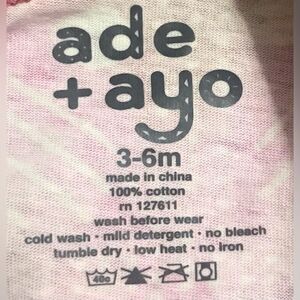 ade
+ ayo
3-6m
made in china
100% cotton
rn 127611
wash before wear
cold wash · mild detergent · no bleach
tumble dry · low heat · no iron
40c